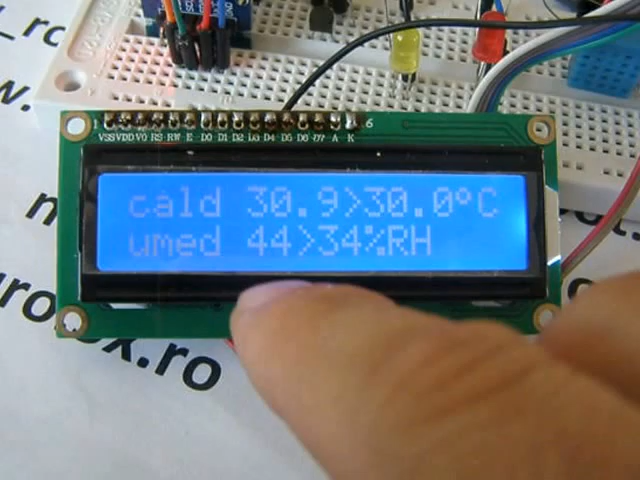 VSS VDD V0 RS RW E D0 D1 D2 D3 D4 D5 D6 D7 A K
cald 30.9>30.0°C
umed 44>34%RH
.ro